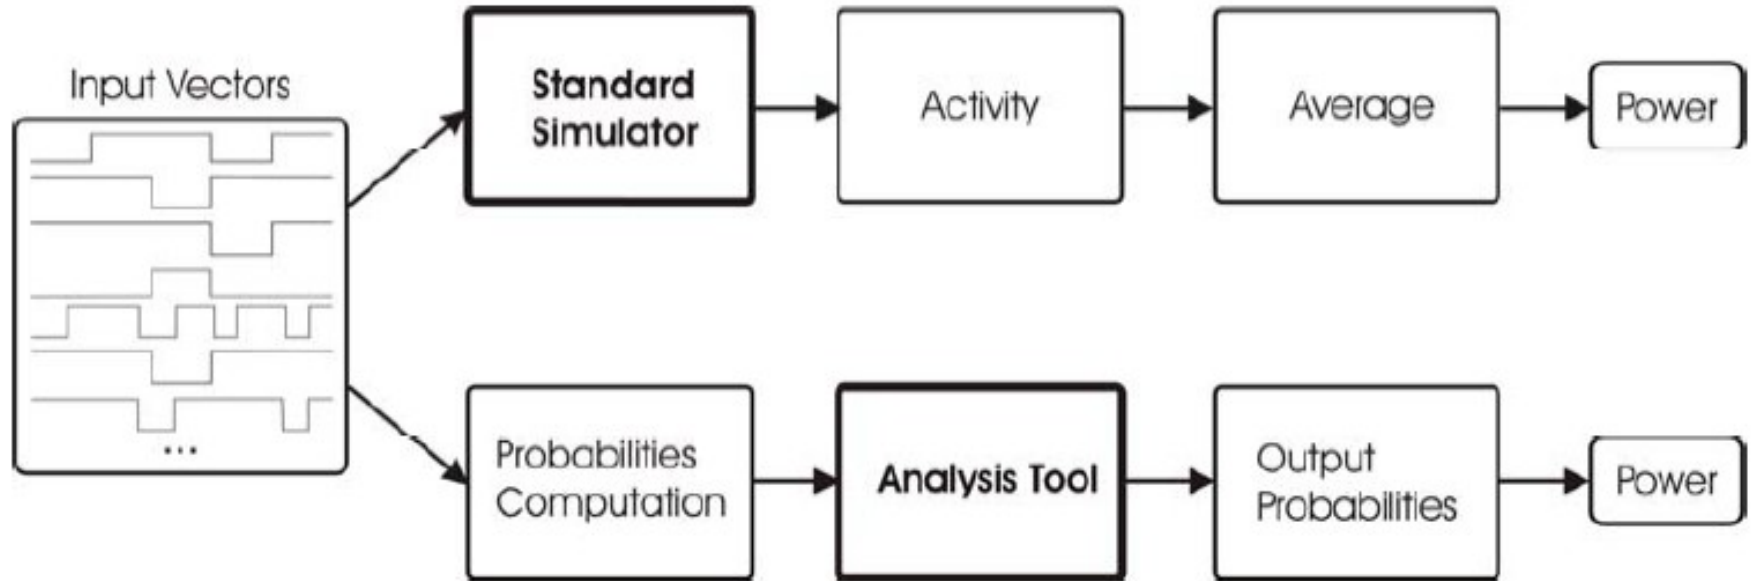 Input Vectors
Standard
Simulator
Activity
Average
Power
...
Probabilities
Computation
Analysis Tool
Output
Probabilities
Power